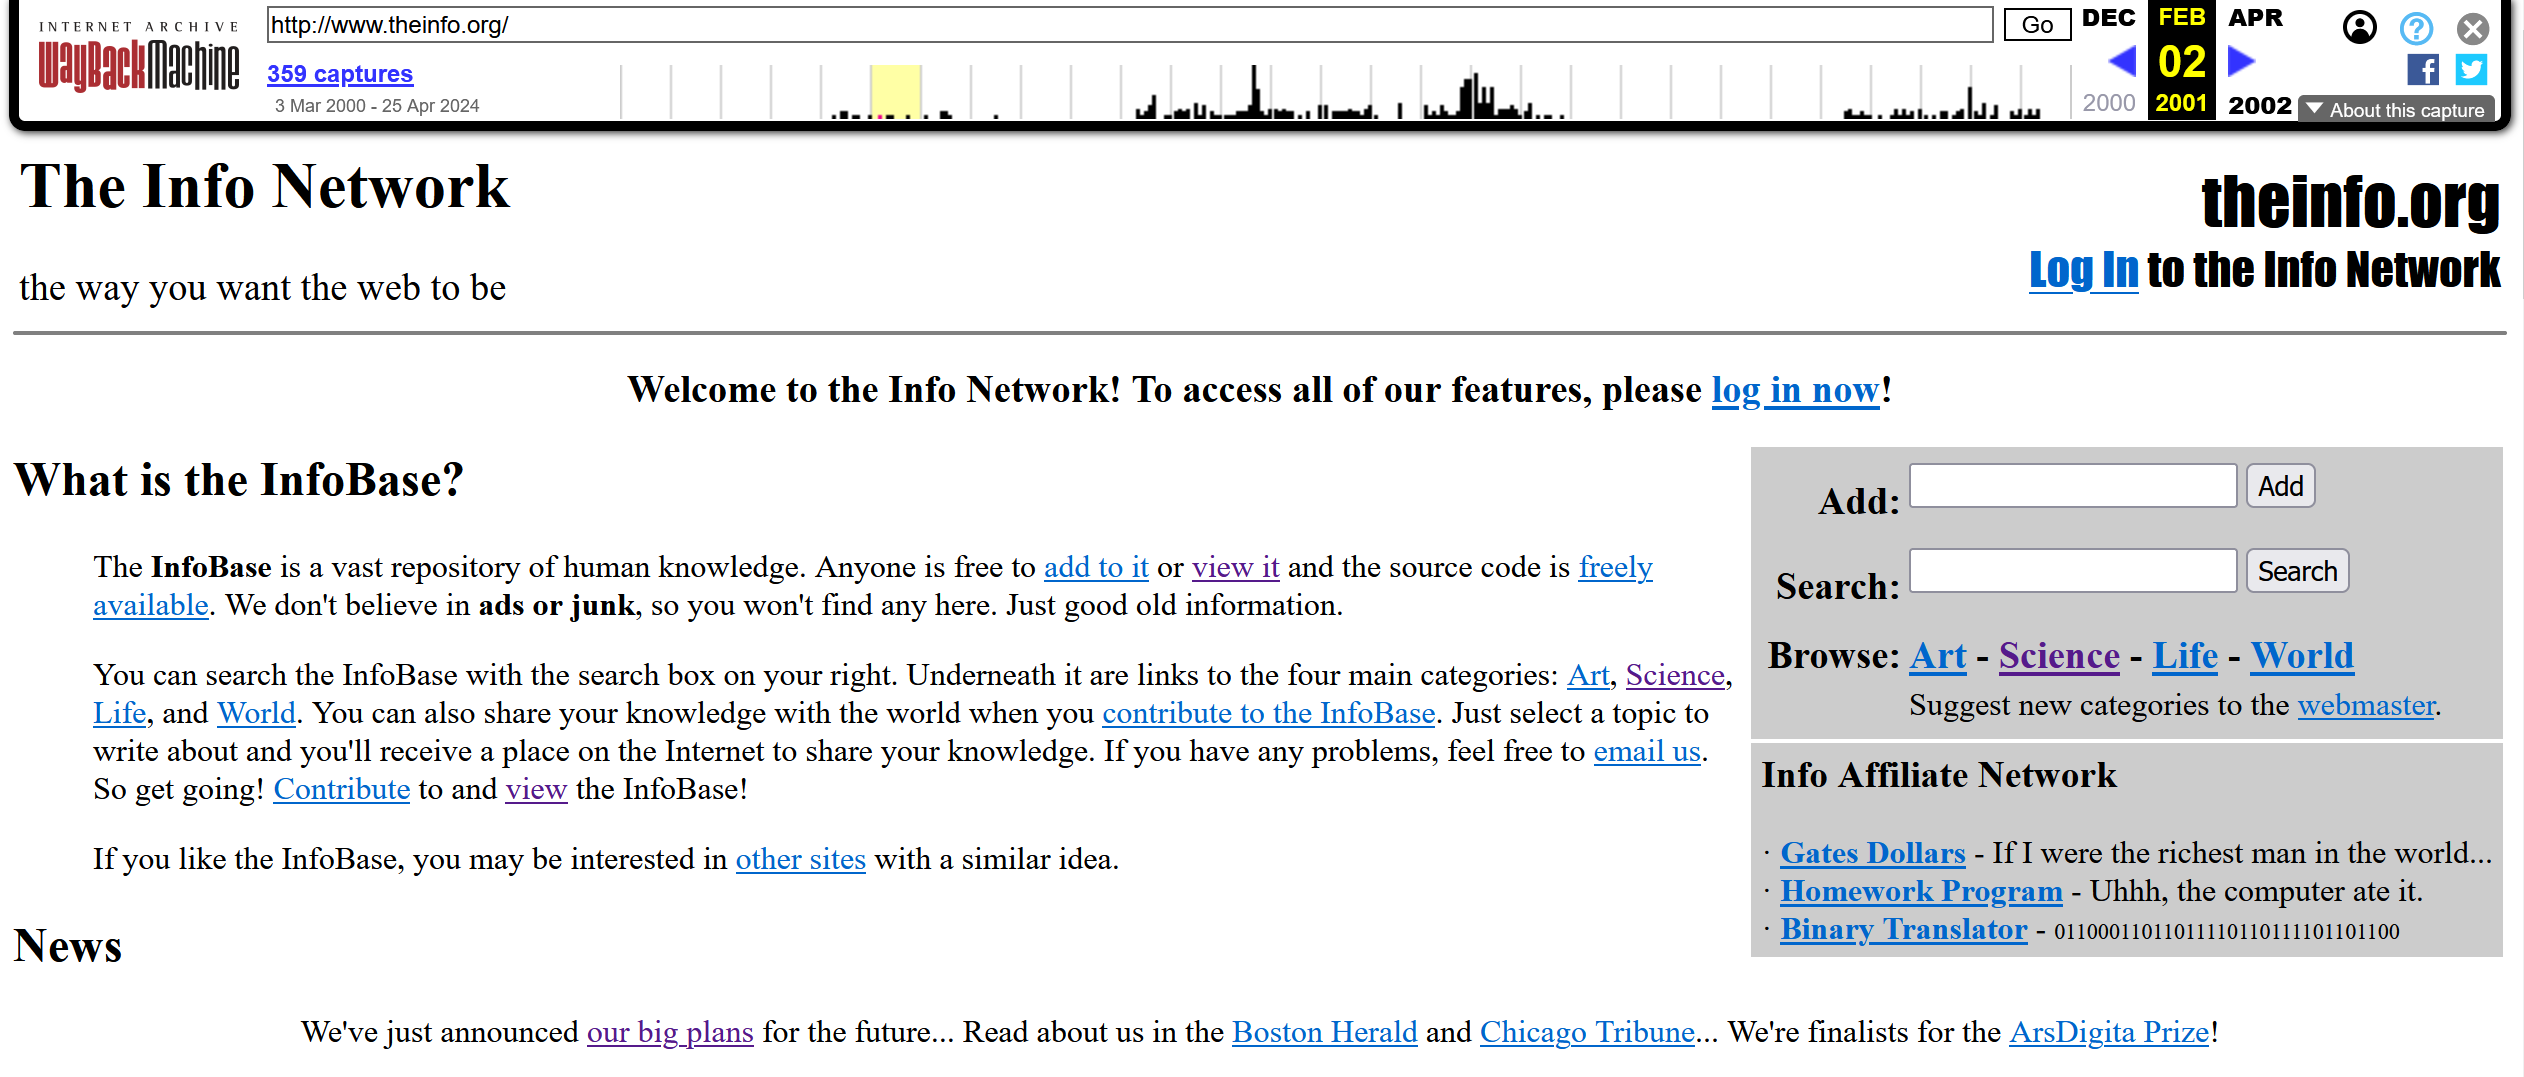 INTERNET ARCHIVE
WayBackMachine
http://www.theinfo.org/
Go
359 captures
3 Mar 2000 - 25 Apr 2024
DEC FEB APR
02
2000 2001 2002
About this capture
The Info Network
the way you want the web to be
theinfo.org
Log In to the Info Network
Welcome to the Info Network! To access all of our features, please log in now!
What is the InfoBase?
The InfoBase is a vast repository of human knowledge. Anyone is free to add to it or view it and the source code is freely
available. We don't believe in ads or junk, so you won't find any here. Just good old information.
You can search the InfoBase with the search box on your right. Underneath it are links to the four main categories: Art, Science,
Life, and World. You can also share your knowledge with the world when you contribute to the InfoBase. Just select a topic to
write about and you'll receive a place on the Internet to share your knowledge. If you have any problems, feel free to email us.
So get going! Contribute to and view the InfoBase!
If you like the InfoBase, you may be interested in other sites with a similar idea.
Add: Add
Search: Search
Browse: Art - Science - Life - World
Suggest new categories to the webmaster.
Info Affiliate Network
· Gates Dollars - If I were the richest man in the world...
· Homework Program - Uhhh, the computer ate it.
· Binary Translator - 01100011011011110110111101101100
News
We've just announced our big plans for the future... Read about us in the Boston Herald and Chicago Tribune... We're finalists for the ArsDigita Prize!